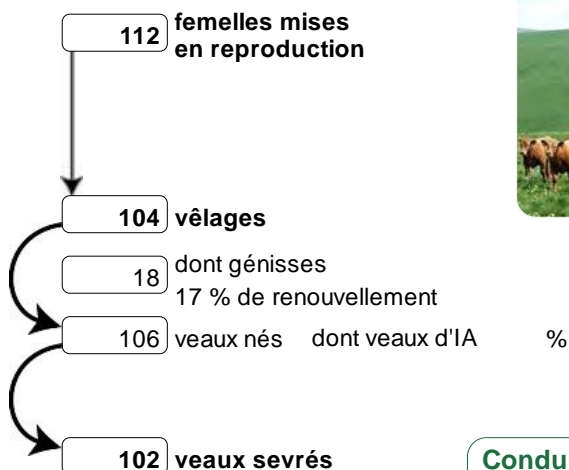 112 femelles mises
en reproduction
104 vêlages
18 dont génisses
17 % de renouvellement
106 veaux nés dont veaux d'IA %
102 veaux sevrés